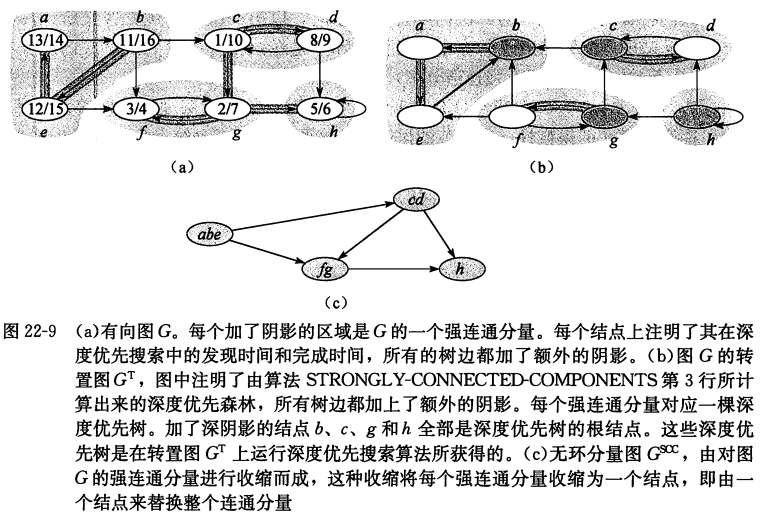 a b c d
13/14 11/16 1/10 8/9
12/15 3/4 2/7 5/6
e f g h
(a)
a b c d
e f g h
(b)
cd
abe
fg h
(c)
图 22-9 (a)有向图G。每个加了阴影的区域是G的一个强连通分量。每个结点上注明了其在深
度优先搜索中的发现时间和完成时间，所有的树边都加了额外的阴影。(b)图 G 的转
置图Gᵀ，图中注明了由算法 STRONGLY-CONNECTED-COMPONENTS 第 3 行所计
算出来的深度优先森林，所有树边都加上了额外的阴影。每个强连通分量对应一棵深
度优先树。加了深阴影的结点 b、c、g 和 h 全部是深度优先树的根结点。这些深度优
先树是在转置图 Gᵀ 上运行深度优先搜索算法所获得的。(c)无环分量图 Gˢᶜᶜ，由对图
G 的强连通分量进行收缩而成，这种收缩将每个强连通分量收缩为一个结点，即由一
个结点来替换整个连通分量